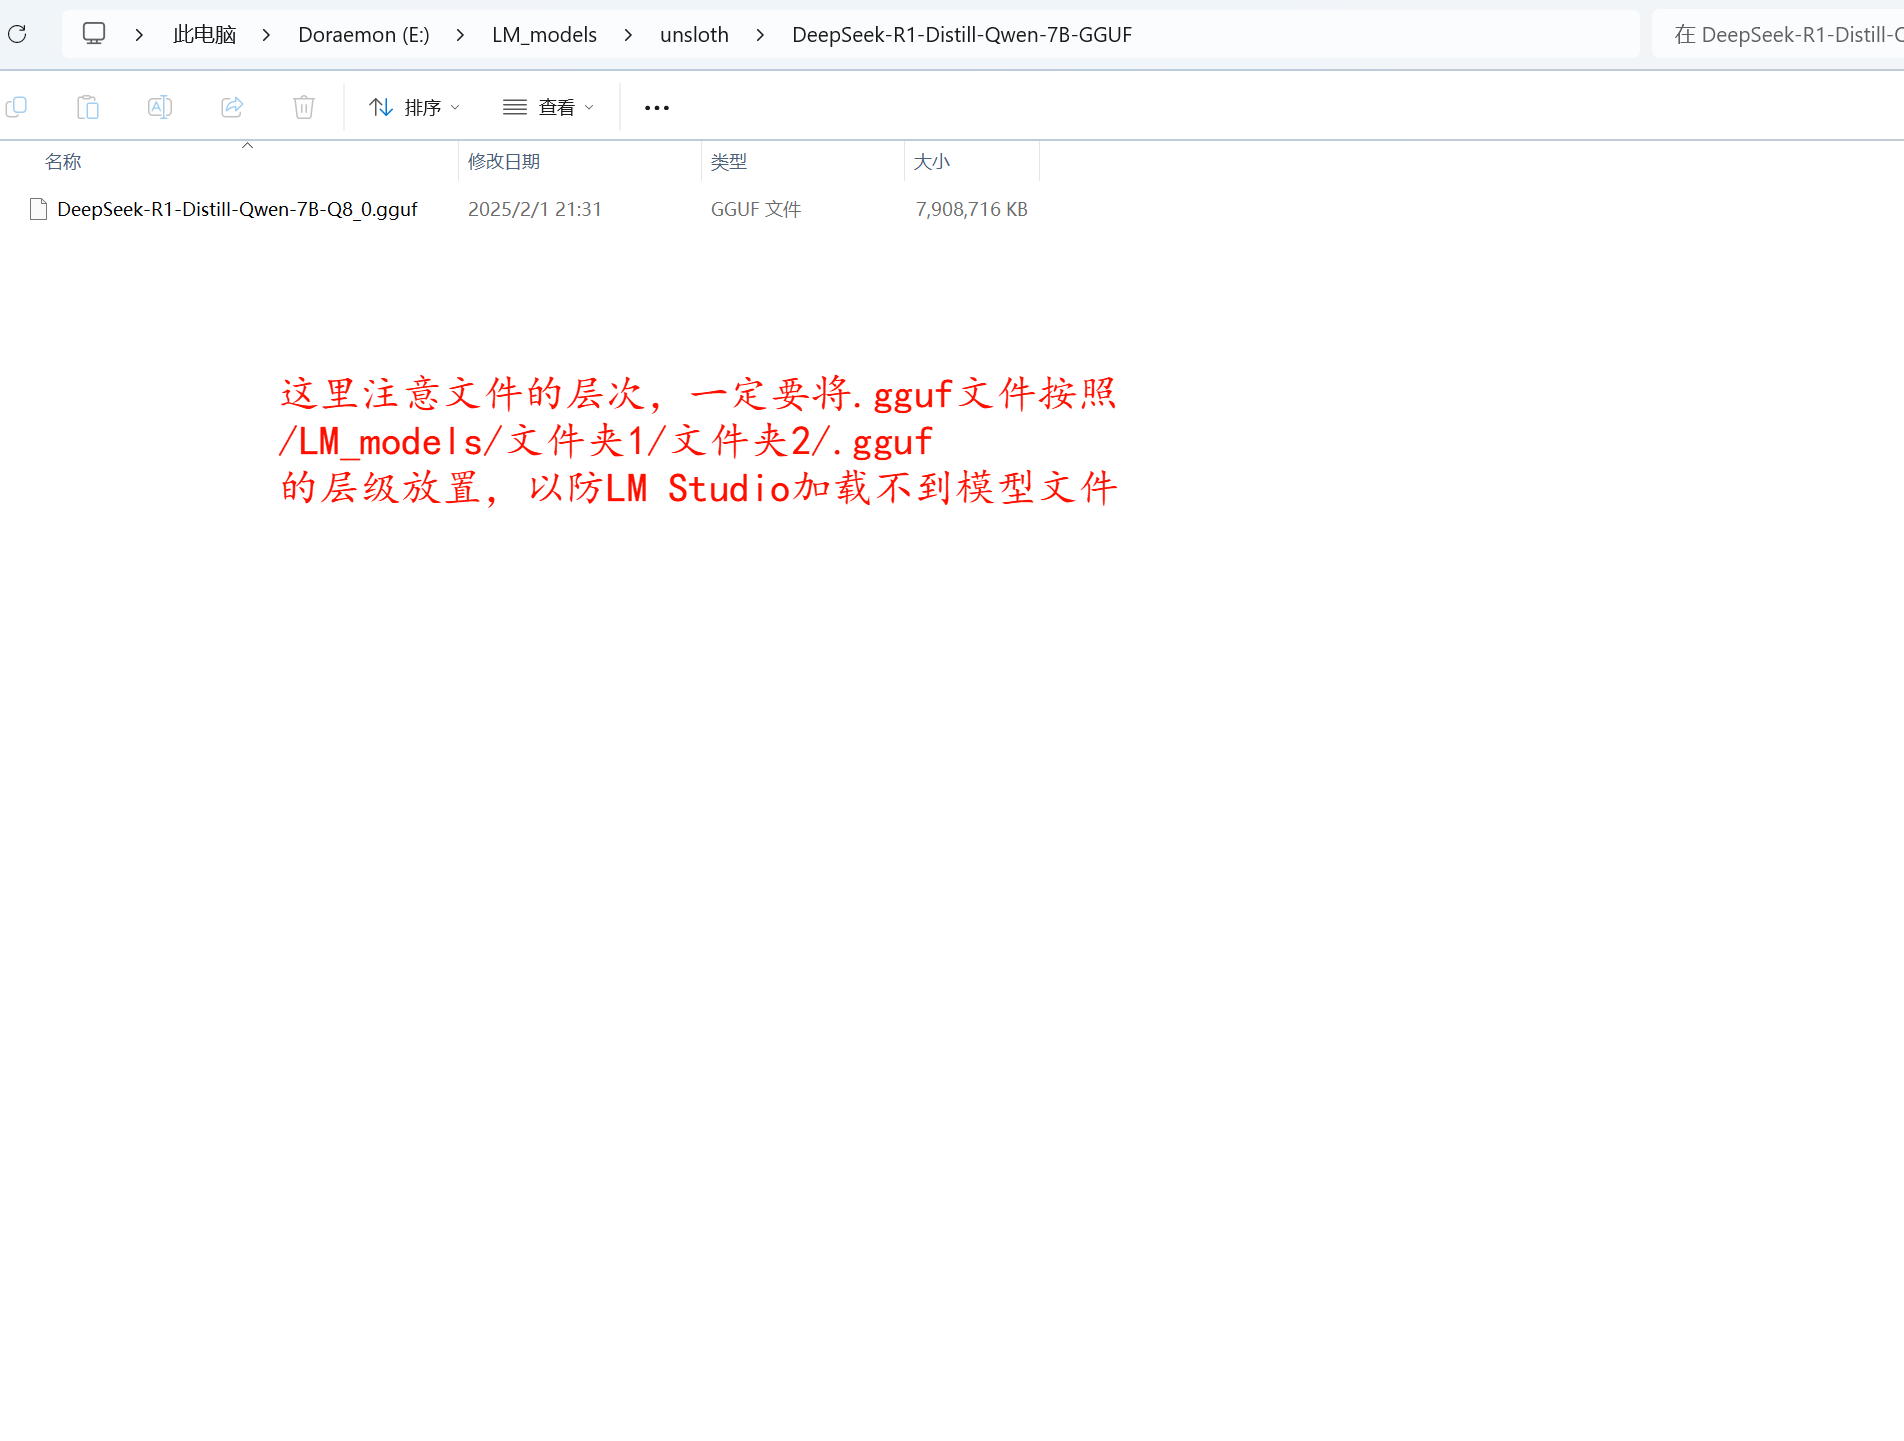 此电脑 Doraemon (E:) LM_models unsloth DeepSeek-R1-Distill-Qwen-7B-GGUF 在 DeepSeek-R1-Distill-
排序 查看
名称 修改日期 类型 大小
DeepSeek-R1-Distill-Qwen-7B-Q8_0.gguf 2025/2/1 21:31 GGUF 文件 7,908,716 KB
这里注意文件的层次，一定要将.gguf文件按照
/LM_models/文件夹1/文件夹2/.gguf
的层级放置，以防LM Studio加载不到模型文件